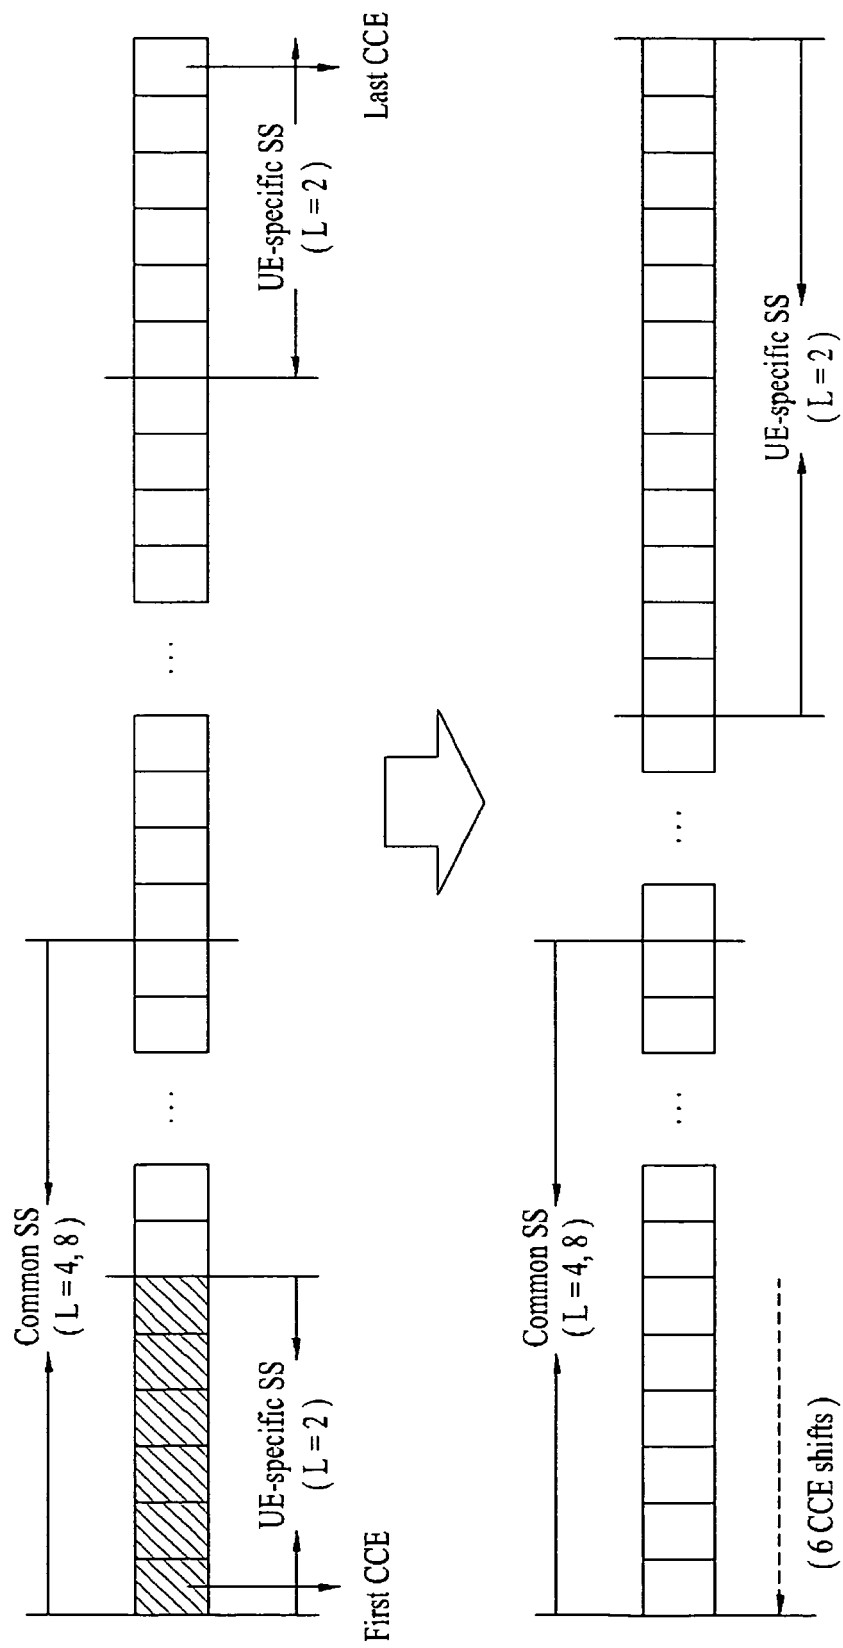 Common SS
( L = 4, 8 )
First CCE
UE-specific SS
( L = 2 )
...
...
UE-specific SS
( L = 2 )
Last CCE
Common SS
( L = 4, 8 )
( 6 CCE shifts )
...
...
UE-specific SS
( L = 2 )